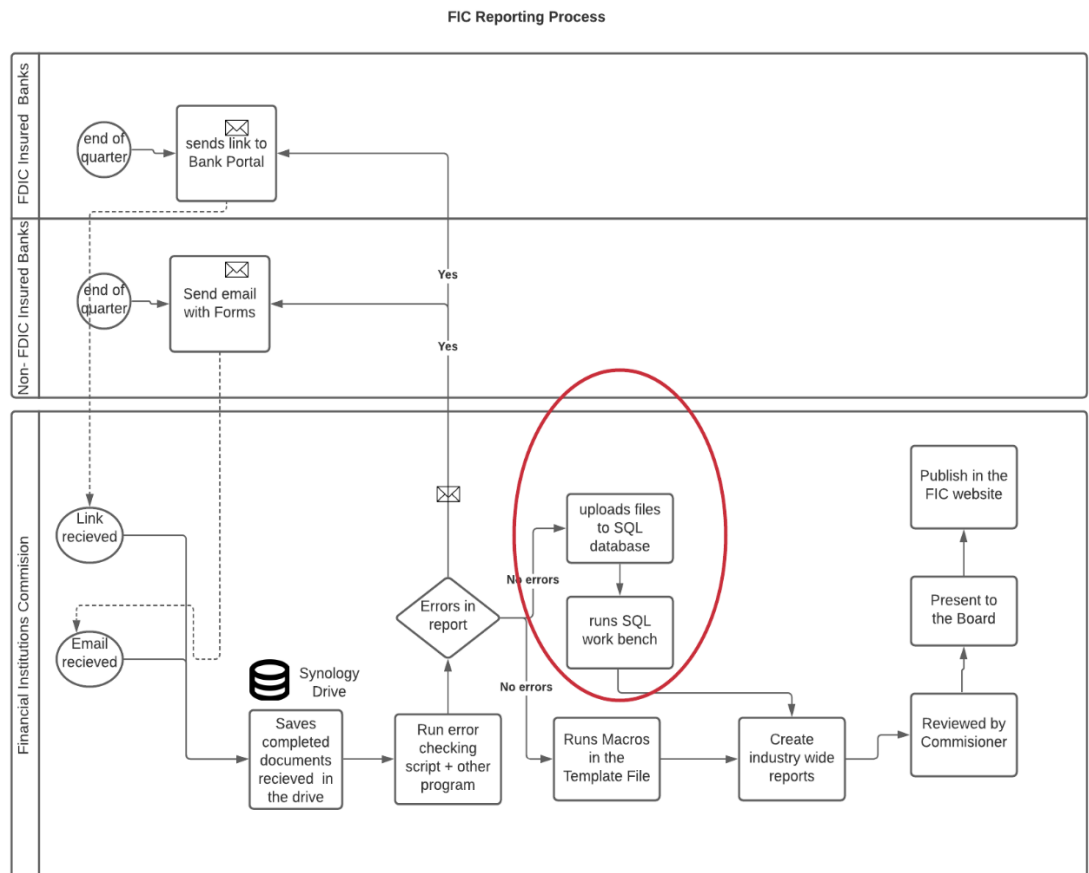 FIC Reporting Process
FDIC Insured Banks
end of
quarter
sends link to
Bank Portal
Non- FDIC Insured Banks
end of
quarter
Send email
with Forms
Yes
Yes
Financial Institutions Commision
Link
recieved
Email
recieved
Synology
Drive
Saves
completed
documents
recieved in
the drive
Run error
checking
script + other
program
Errors in
report
No errors
No errors
uploads files
to SQL
database
runs SQL
work bench
Runs Macros
in the
Template File
Create
industry wide
reports
Reviewed by
Commisioner
Present to
the Board
Publish in the
FIC website